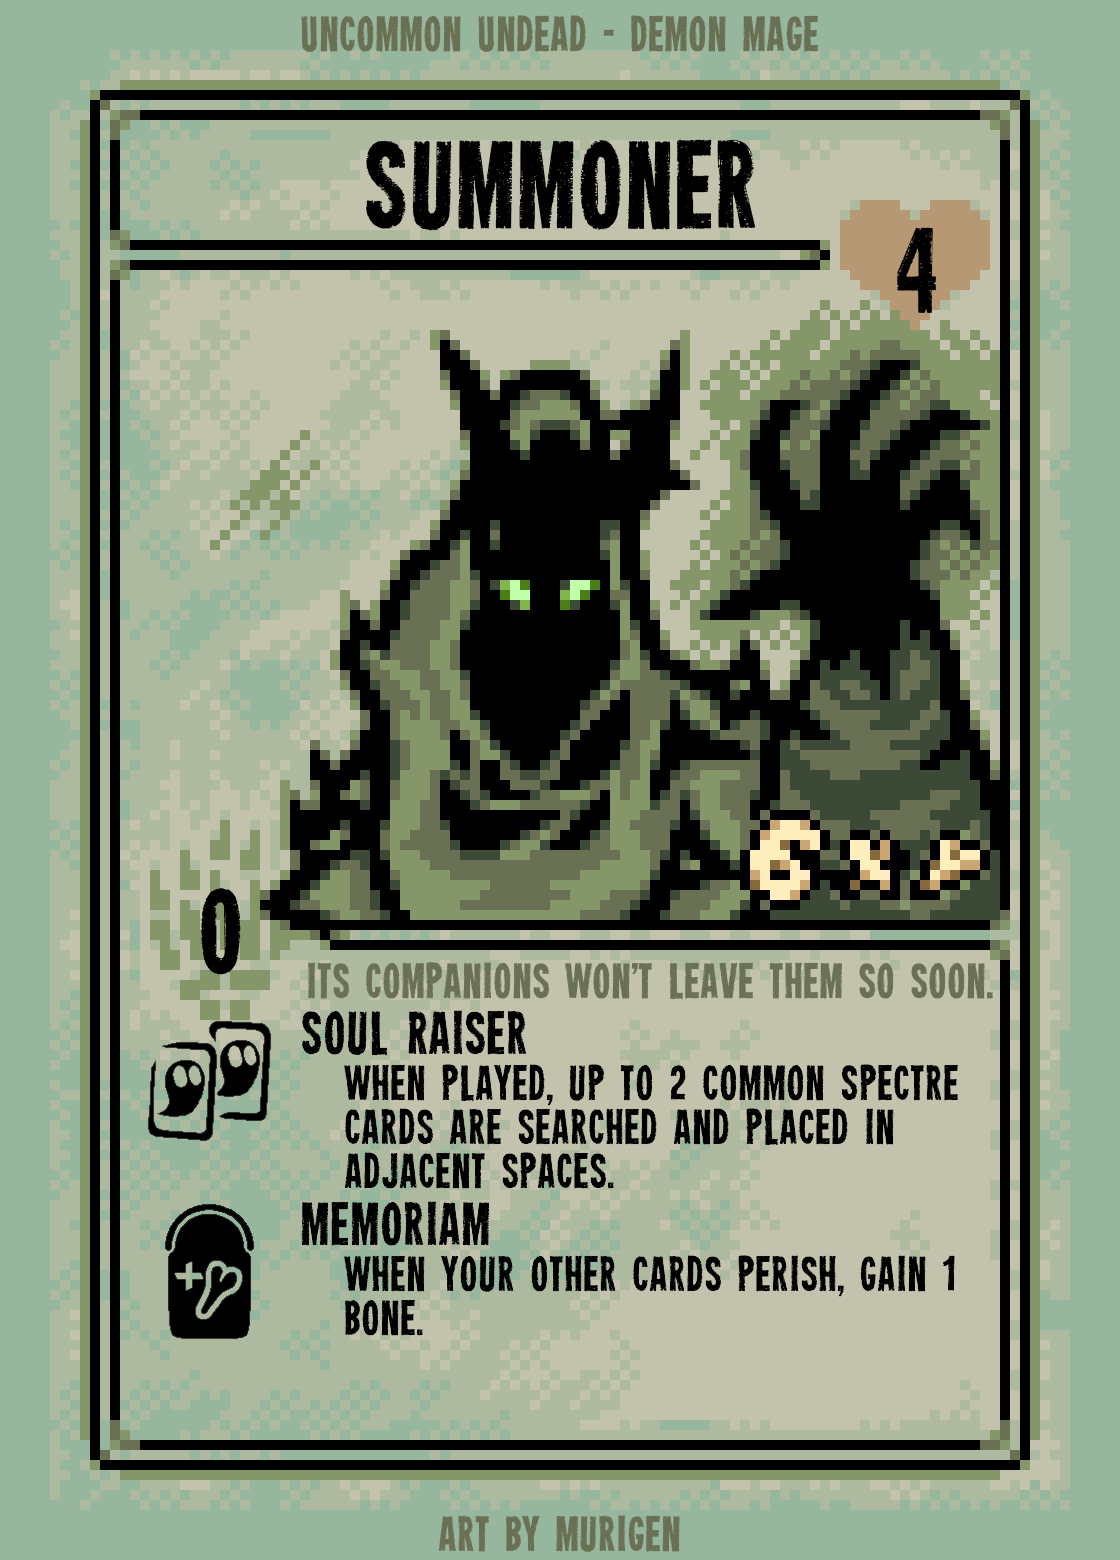 UNCOMMON UNDEAD - DEMON MAGE
SUMMONER
4
6 x
0
ITS COMPANIONS WON'T LEAVE THEM SO SOON.
SOUL RAISER
WHEN PLAYED, UP TO 2 COMMON SPECTRE
CARDS ARE SEARCHED AND PLACED IN
ADJACENT SPACES.
MEMORIAM
WHEN YOUR OTHER CARDS PERISH, GAIN 1
BONE.
ART BY MURIGEN